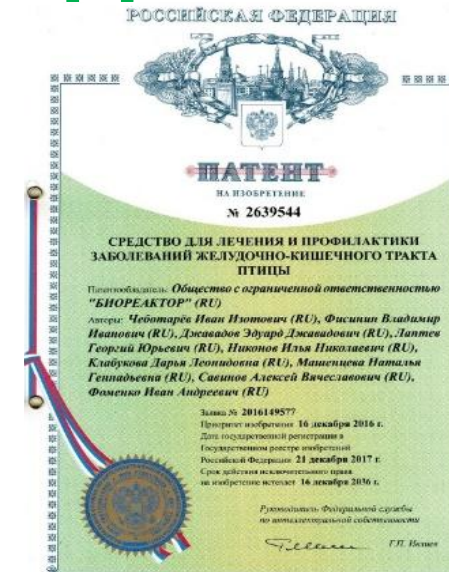 РОССИЙСКАЯ ФЕДЕРАЦИЯ
ПАТЕНТ
НА ИЗОБРЕТЕНИЕ
№ 2639544
СРЕДСТВО ДЛЯ ЛЕЧЕНИЯ И ПРОФИЛАКТИКИ
ЗАБОЛЕВАНИЙ ЖЕЛУДОЧНО-КИШЕЧНОГО ТРАКТА
ПТИЦЫ
Патентообладатель: Общество с ограниченной ответственностью
"БИОРЕАКТОР" (RU)
Авторы: Чеботарёв Иван Изотович (RU), Фисинин Владимир
Иванович (RU), Джавадов Эдуард Джавадович (RU), Лаптев
Георгий Юрьевич (RU), Никонов Илья Николаевич (RU),
Клабукова Дарья Леонидовна (RU), Машенцева Наталья
Геннадьевна (RU), Савинов Алексей Вячеславович (RU),
Фоменко Иван Андреевич (RU)
Заявка № 2016149577
Приоритет изобретения 16 декабря 2016 г.
Дата государственной регистрации в
Государственном реестре изобретений
Российской Федерации 21 декабря 2017 г.
Срок действия исключительного права
на изобретение истекает 16 декабря 2036 г.
Руководитель Федеральной службы
по интеллектуальной собственности
Г.П. Ивлиев